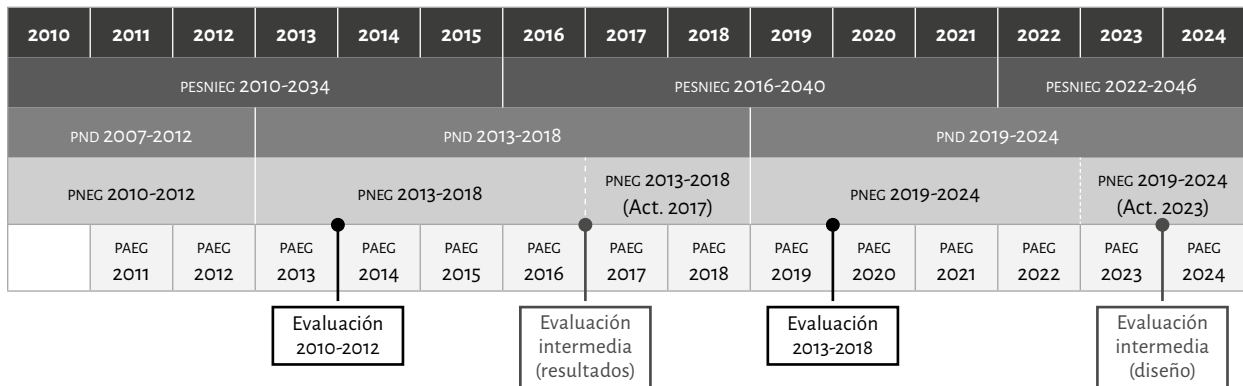 2010 2011 2012 2013 2014 2015 2016 2017 2018 2019 2020 2021 2022 2023 2024
PESNIEG 2010-2034 PESNIEG 2016-2040 PESNIEG 2022-2046
PND 2007-2012 PND 2013-2018 PND 2019-2024
PNEG 2010-2012 PNEG 2013-2018 PNEG 2013-2018 PNEG 2019-2024 PNEG 2019-2024
(Act. 2017) (Act. 2023)
PAEG PAEG PAEG PAEG PAEG PAEG PAEG PAEG PAEG PAEG PAEG PAEG PAEG PAEG
2011 2012 2013 2014 2015 2016 2017 2018 2019 2020 2021 2022 2023 2024
Evaluación
2010-2012
Evaluación
intermedia
(resultados)
Evaluación
2013-2018
Evaluación
intermedia
(diseño)